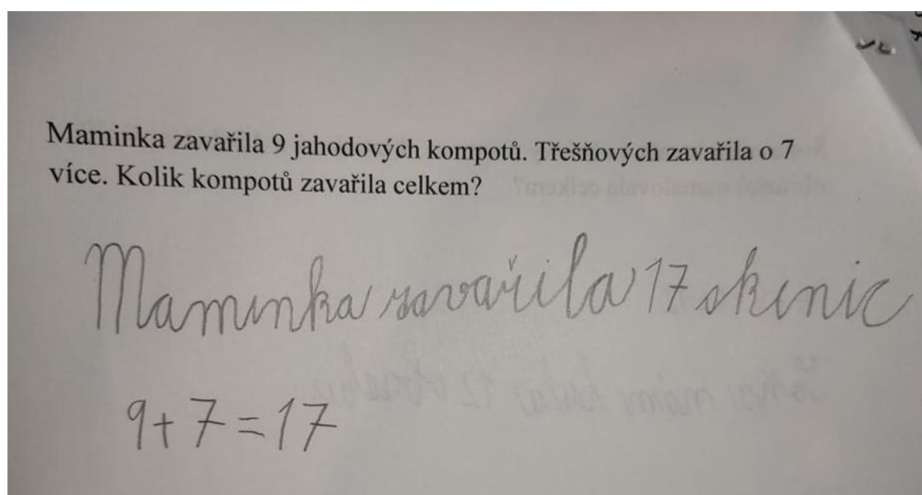 Maminka zavařila 9 jahodových kompotů. Třešňových zavařila o 7
více. Kolik kompotů zavařila celkem?
Maminka zavařila 17 sklenic
9+7=17